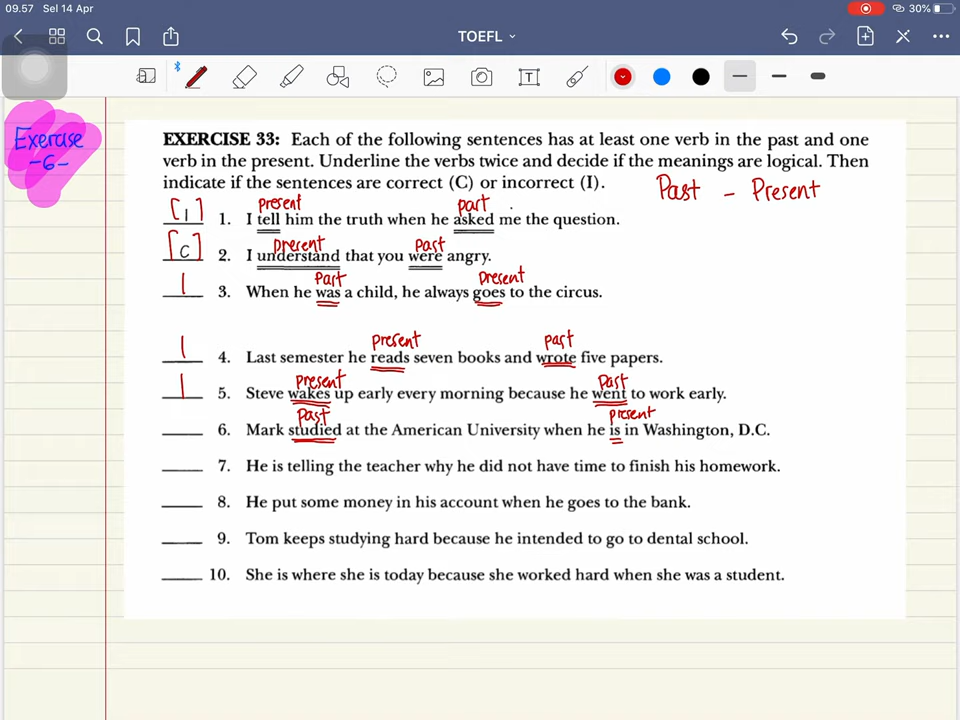 09.57 Sel 14 Apr 30%
TOEFL
T
Exercise
-6-
EXERCISE 33: Each of the following sentences has at least one verb in the past and one
verb in the present. Underline the verbs twice and decide if the meanings are logical. Then
indicate if the sentences are correct (C) or incorrect (I).
Past - Present
present past
[I] 1. I tell him the truth when he asked me the question.
present past
[C] 2. I understand that you were angry.
past present
I 3. When he was a child, he always goes to the circus.
present past
I 4. Last semester he reads seven books and wrote five papers.
present past
I 5. Steve wakes up early every morning because he went to work early.
past present
6. Mark studied at the American University when he is in Washington, D.C.
7. He is telling the teacher why he did not have time to finish his homework.
8. He put some money in his account when he goes to the bank.
9. Tom keeps studying hard because he intended to go to dental school.
10. She is where she is today because she worked hard when she was a student.